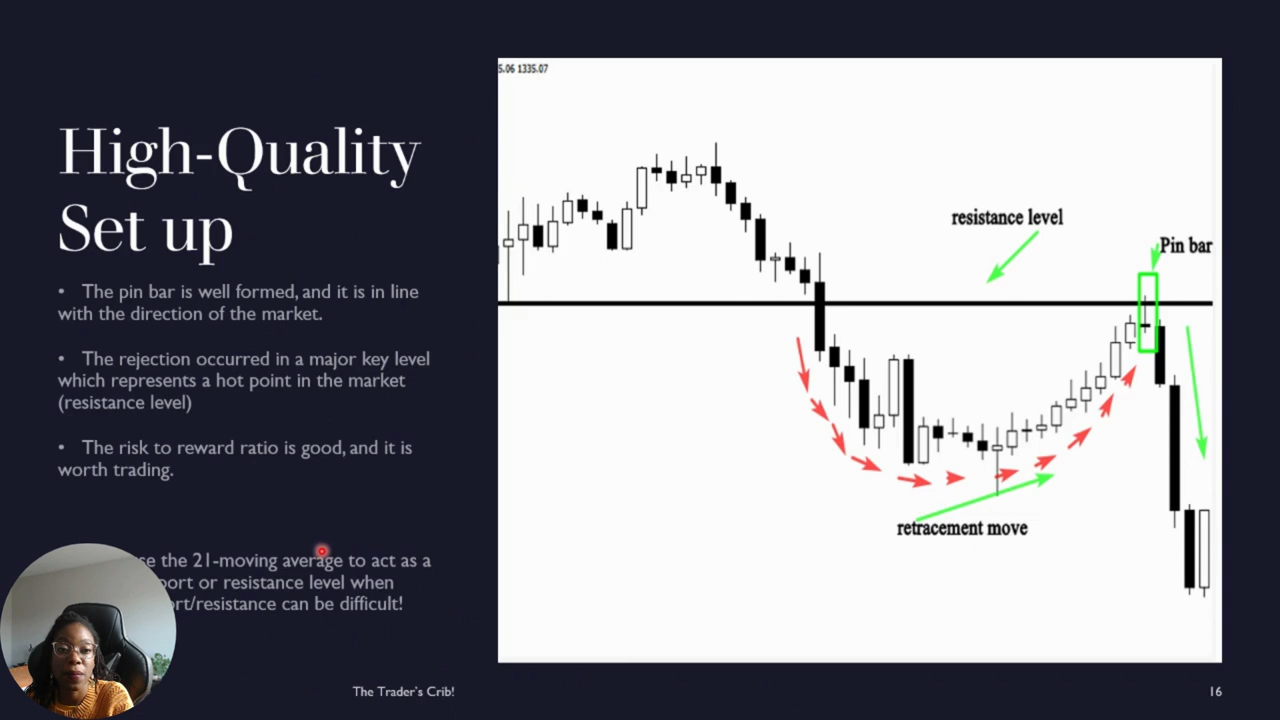 High-Quality
Set up
• The pin bar is well formed, and it is in line
with the direction of the market.
• The rejection occurred in a major key level
which represents a hot point in the market
(resistance level)
• The risk to reward ratio is good, and it is
worth trading.
the 21-moving average to act as a
or resistance level when
can be difficult!
5.06 1335.07
resistance level
Pin bar
retracement move
The Trader's Crib!
16